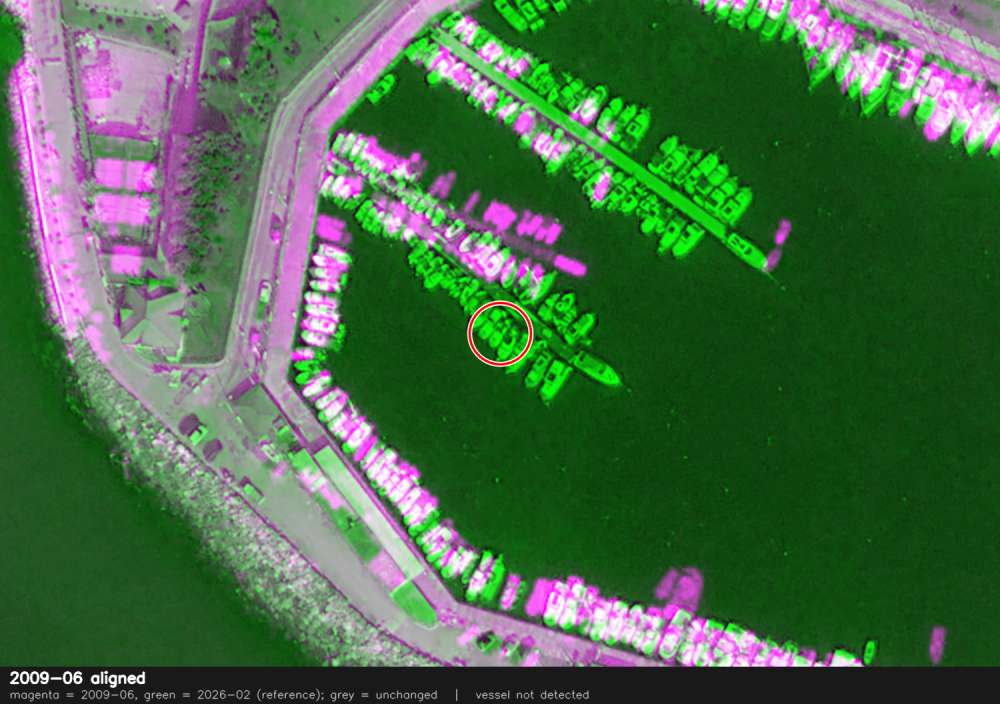 2009-06 aligned
magenta = 2009-06, green = 2026-02 (reference); grey = unchanged | vessel not detected